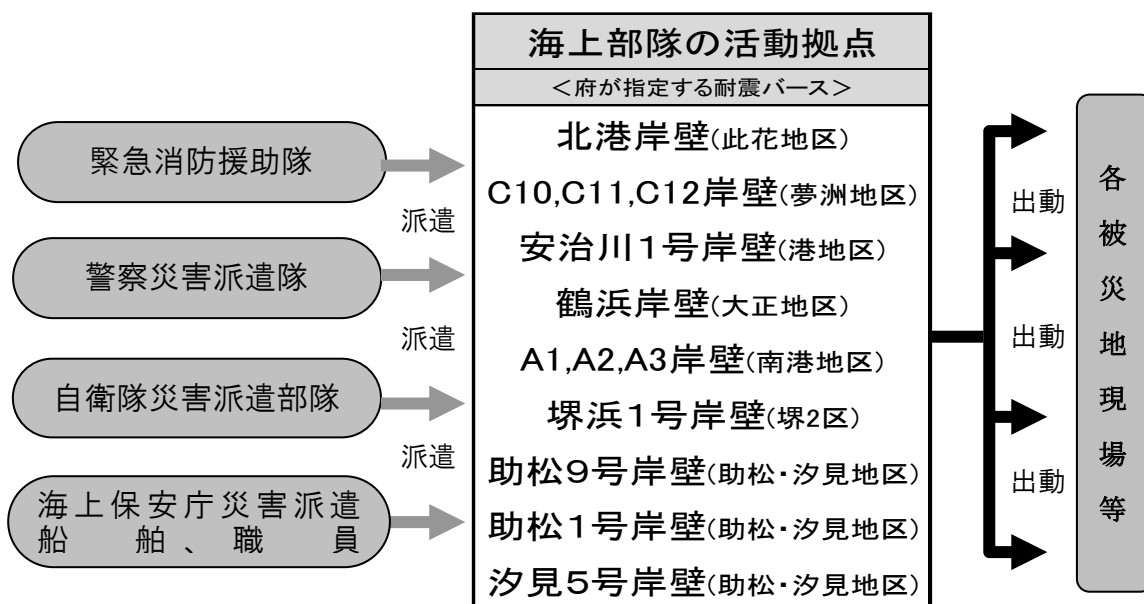 海上部隊の活動拠点
＜府が指定する耐震バース＞
北港岸壁(此花地区)
C10,C11,C12岸壁(夢洲地区)
安治川１号岸壁(港地区)
鶴浜岸壁(大正地区)
A1,A2,A3岸壁(南港地区)
堺浜１号岸壁(堺2区)
助松９号岸壁(助松・汐見地区)
助松１号岸壁(助松・汐見地区)
汐見５号岸壁(助松・汐見地区)
緊急消防援助隊
派遣
警察災害派遣隊
派遣
自衛隊災害派遣部隊
派遣
海上保安庁災害派遣
船舶、職員
出動
出動
出動
各被災地現場等